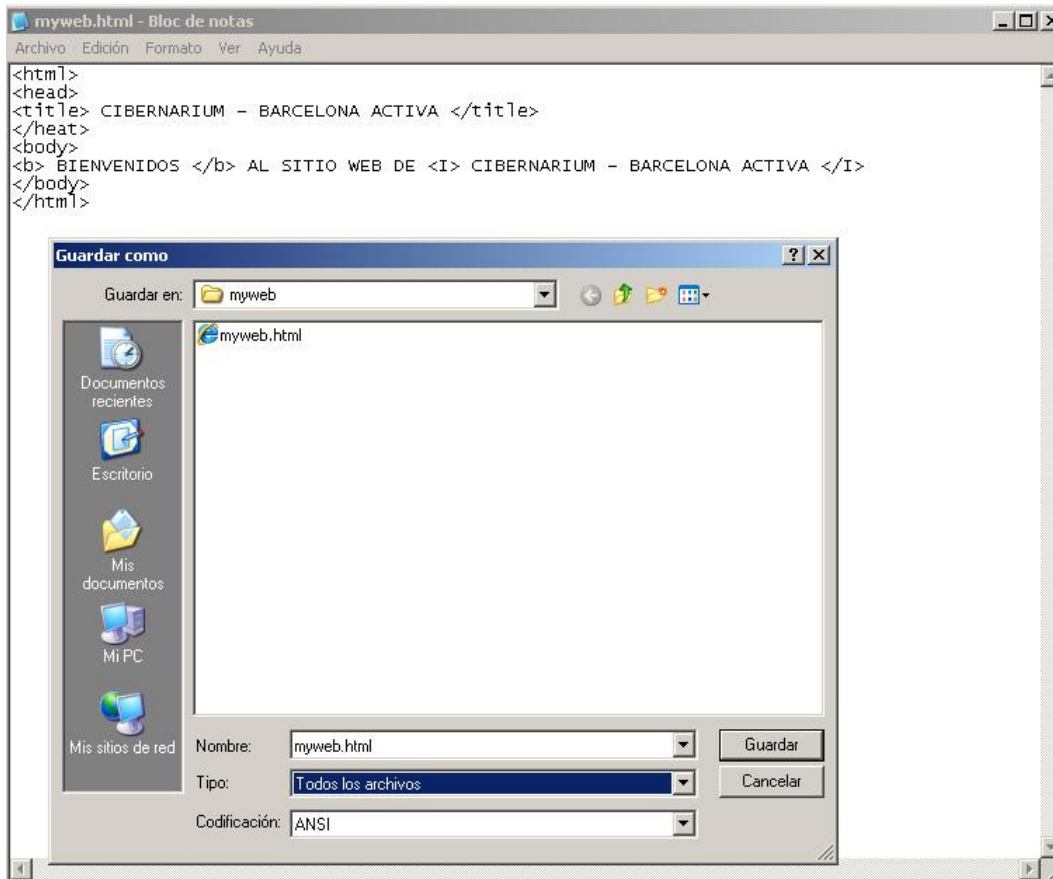 myweb.html - Bloc de notas
Archivo Edición Formato Ver Ayuda
<html>
<head>
<title> CIBERNARIUM - BARCELONA ACTIVA </title>
</heat>
<body>
<b> BIENVENIDOS </b> AL SITIO WEB DE <I> CIBERNARIUM - BARCELONA ACTIVA </I>
</body>
</html>
Guardar como
Guardar en: myweb
myweb.html
Documentos
recientes
Escritorio
Mis
documentos
Mi PC
Mis sitios de red
Nombre: myweb.html Guardar
Tipo: Todos los archivos Cancelar
Codificación: ANSI